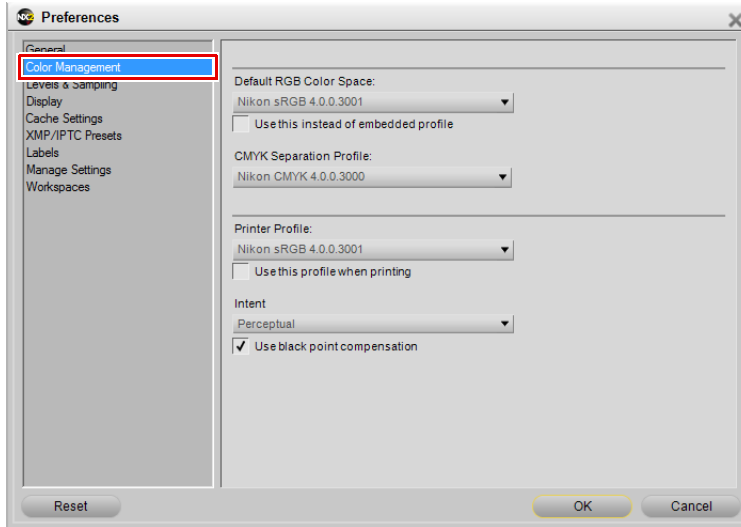 NX2 Preferences
General
Color Management
Levels & Sampling
Display
Cache Settings
XMP/IPTC Presets
Labels
Manage Settings
Workspaces
Default RGB Color Space:
Nikon sRGB 4.0.0.3001
Use this instead of embedded profile
CMYK Separation Profile:
Nikon CMYK 4.0.0.3000
Printer Profile:
Nikon sRGB 4.0.0.3001
Use this profile when printing
Intent
Perceptual
Use black point compensation
Reset
OK
Cancel